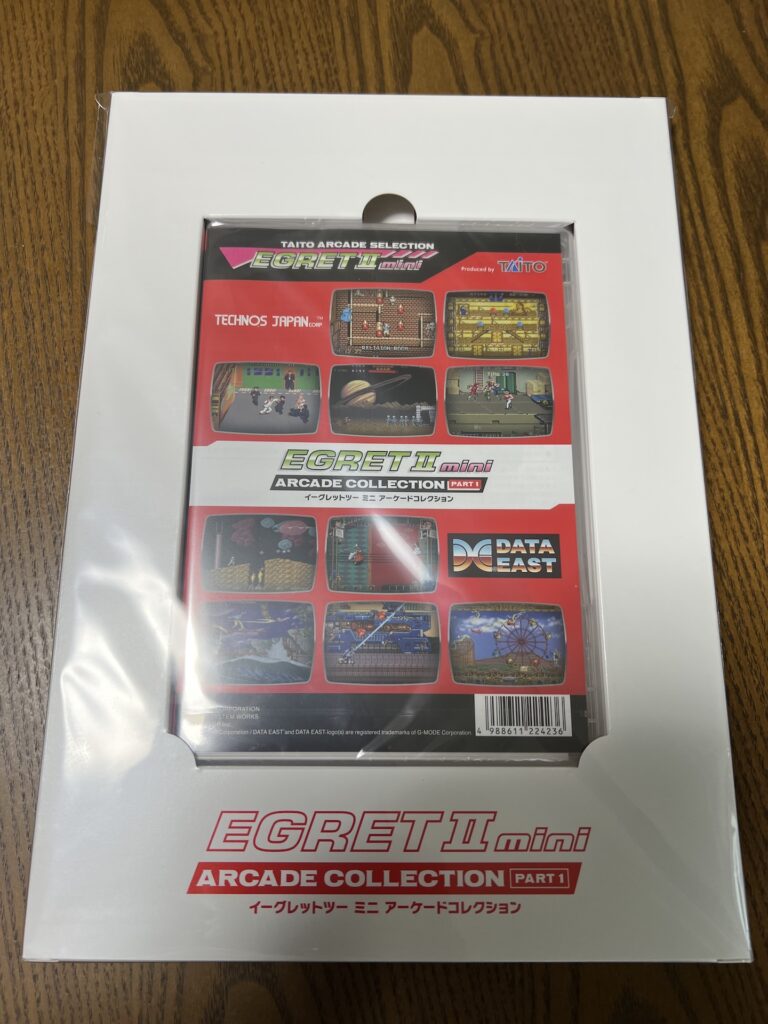 TAITO ARCADE SELECTION
EGRET II mini
Produced by TAITO
TECHNOS JAPAN CORP ™
EGRET II mini
ARCADE COLLECTION PART 1
イーグレットツー ミニ アーケードコレクション
DATA
EAST
CORPORATION
WORKS
Inc.
Corporation / DATA EAST and DATA EAST logo(s) are registered trademarks of G-MODE Corporation.
4 988611 224236
EGRET II mini
ARCADE COLLECTION PART 1
イーグレットツー ミニ アーケードコレクション